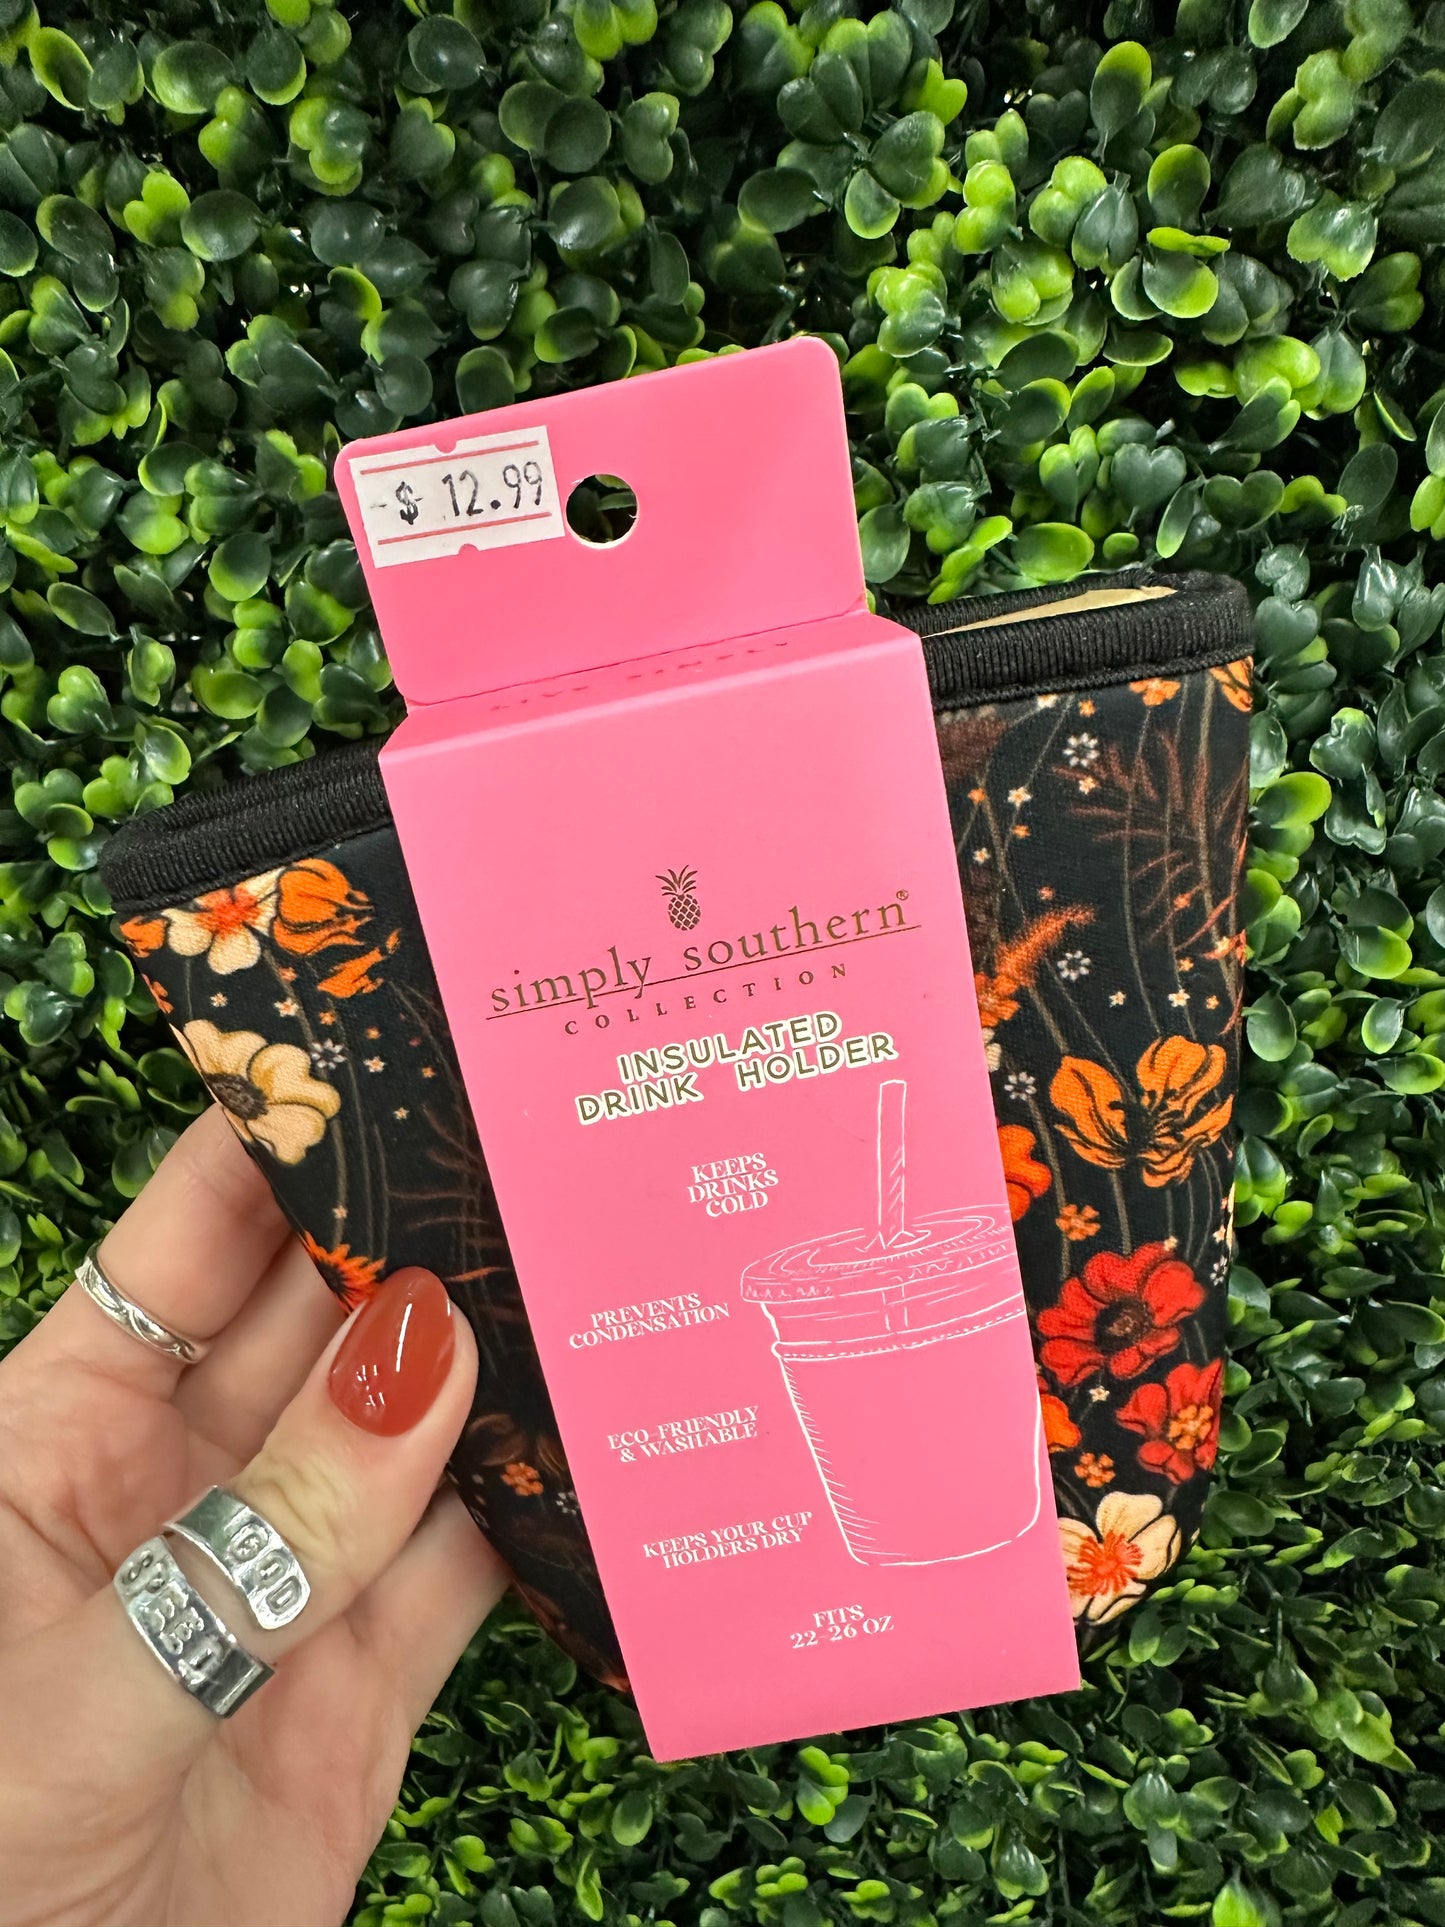 $ 12.99
simply southern®
COLLECTION
INSULATED
DRINK HOLDER
KEEPS
DRINKS
COLD
PREVENTS
CONDENSATION
ECO-FRIENDLY
& WASHABLE
KEEPS YOUR CUP
HOLDERS DRY
FITS
22-26 OZ
GOD